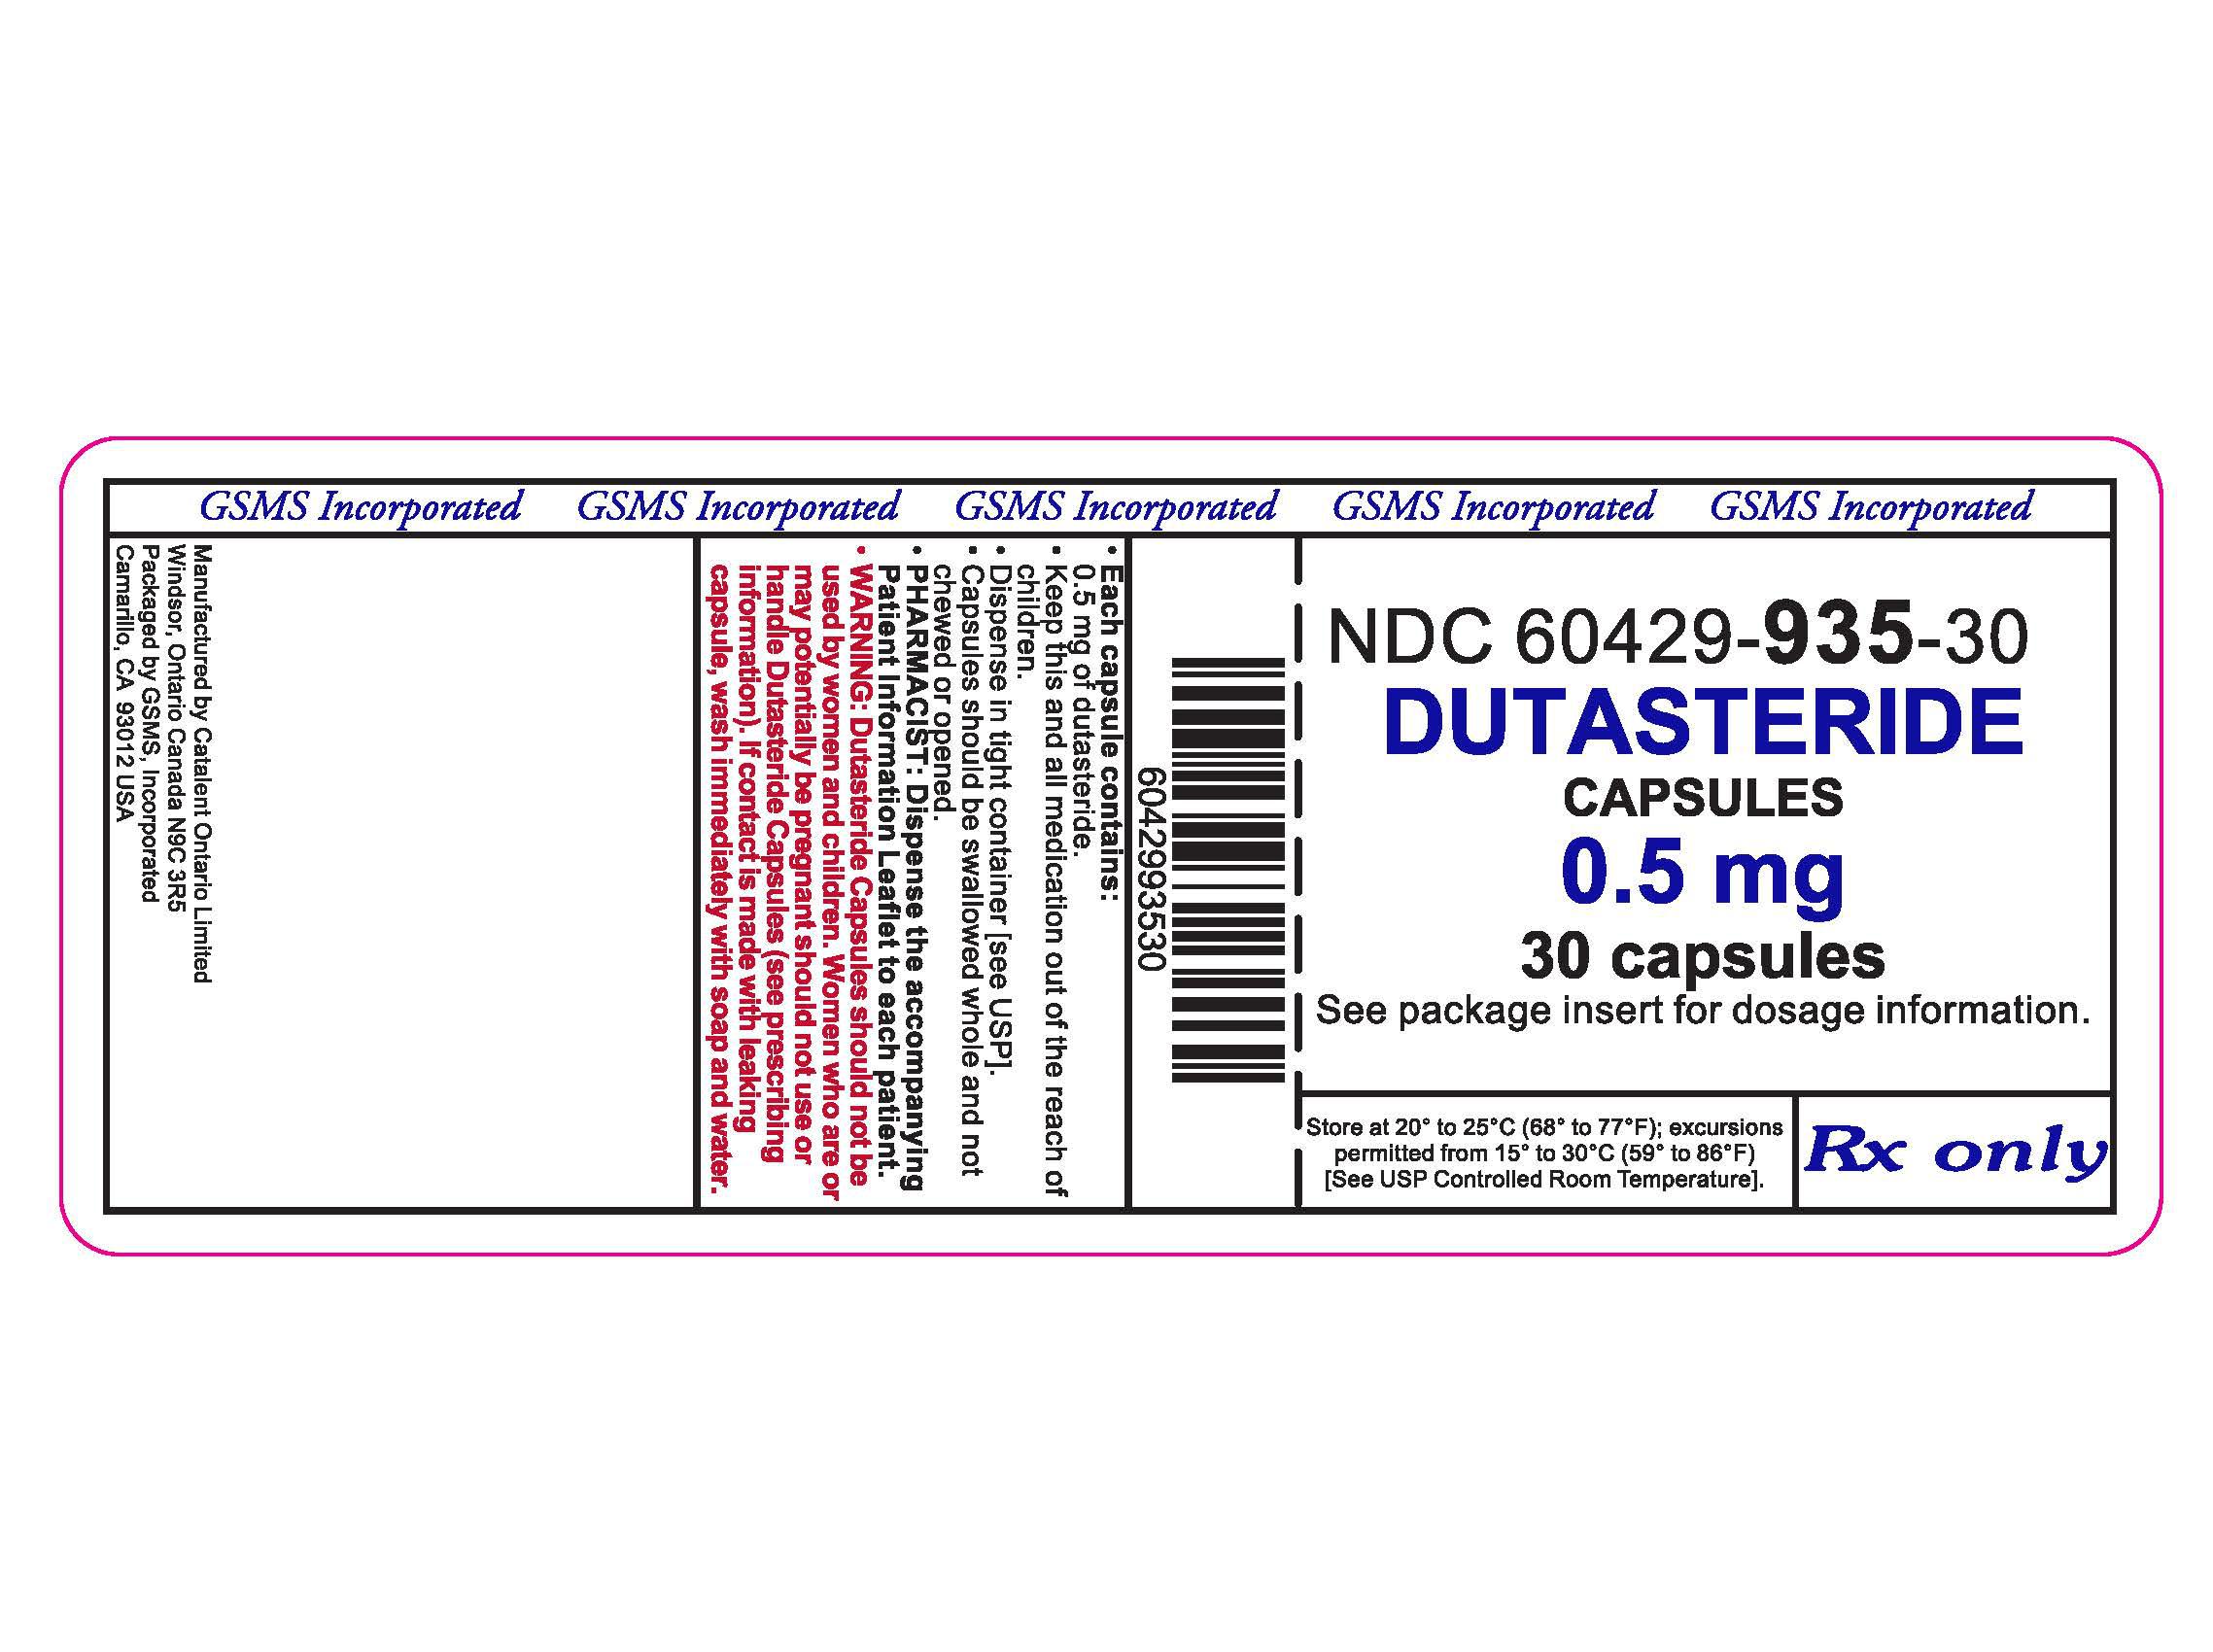 GSMS Incorporated GSMS Incorporated GSMS Incorporated GSMS Incorporated GSMS Incorporated
NDC 60429-935-30
DUTASTERIDE
CAPSULES
0.5 mg
30 capsules
See package insert for dosage information.
Store at 20° to 25°C (68° to 77°F); excursions
permitted from 15° to 30°C (59° to 86°F)
[See USP Controlled Room Temperature].
Rx only
6042993530
• Each capsule contains:
0.5 mg of dutasteride.
• Keep this and all medication out of the reach of
children.
• Dispense in tight container [see USP].
• Capsules should be swallowed whole and not
chewed or opened.
• PHARMACIST: Dispense the accompanying
Patient Information Leaflet to each patient.
• WARNING: Dutasteride Capsules should not be
used by women and children. Women who are or
may potentially be pregnant should not use or
handle Dutasteride Capsules (see prescribing
information). If contact is made with leaking
capsule, wash immediately with soap and water.
Manufactured by Catalent Ontario Limited
Windsor, Ontario Canada N9C 3R5
Packaged by GSMS, Incorporated
Camarillo, CA 93012 USA